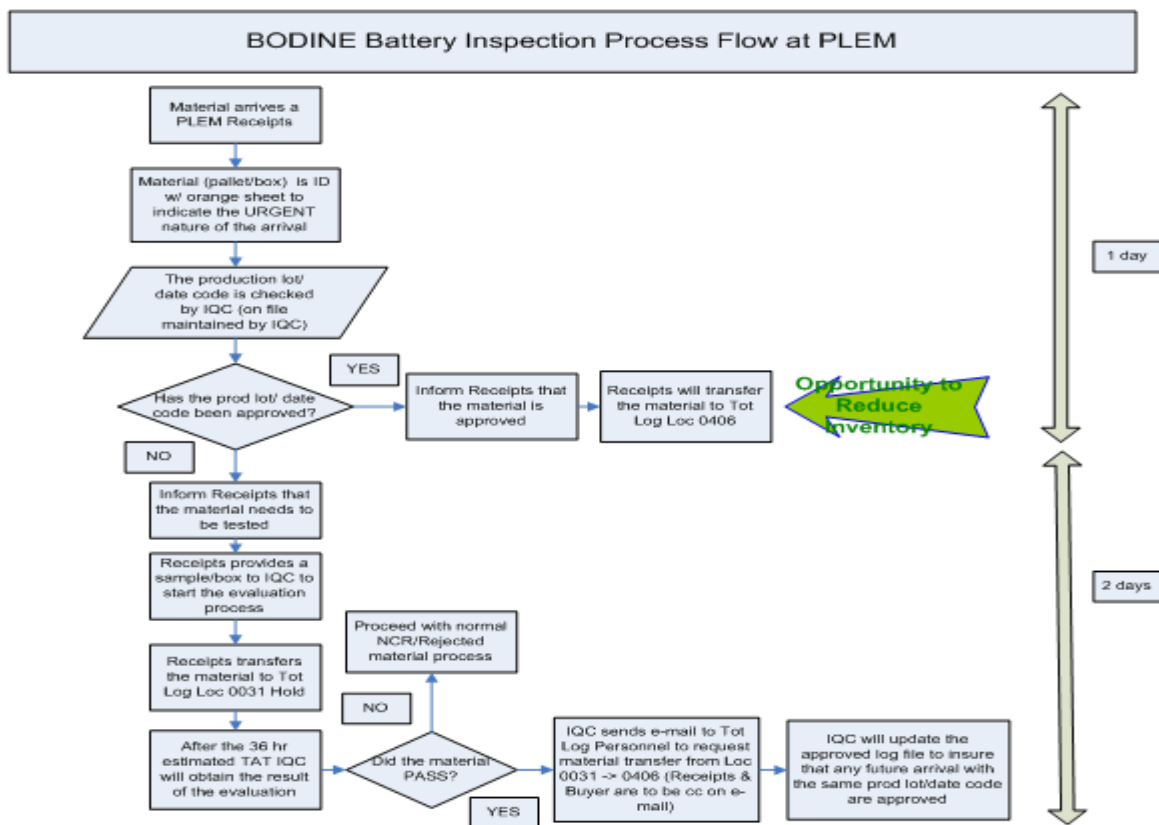 BODINE Battery Inspection Process Flow at PLEM
Material arrives a
PLEM Receipts
Material (pallet/box) is ID
w/ orange sheet to
indicate the URGENT
nature of the arrival
1 day
The production lot/
date code is checked
by IQC (on file
maintained by IQC)
YES
Has the prod lot/ date
code been approved?
Inform Receipts that
the material is
approved
Receipts will transfer
the material to Tot
Log Loc 0406
Opportunity to
Reduce
Inventory
NO
Inform Receipts that
the material needs to
be tested
Receipts provides a
sample/box to IQC to
start the evaluation
process
2 days
Proceed with normal
NCR/Rejected
material process
Receipts transfers
the material to Tot
Log Loc 0031 Hold
NO
After the 36 hr
estimated TAT IQC
will obtain the result
of the evaluation
Did the material
PASS?
YES
IQC sends e-mail to Tot
Log Personnel to request
material transfer from Loc
0031 -> 0406 (Receipts &
Buyer are to be cc on e-
mail)
IQC will update the
approved log file to insure
that any future arrival with
the same prod lot/date code
are approved